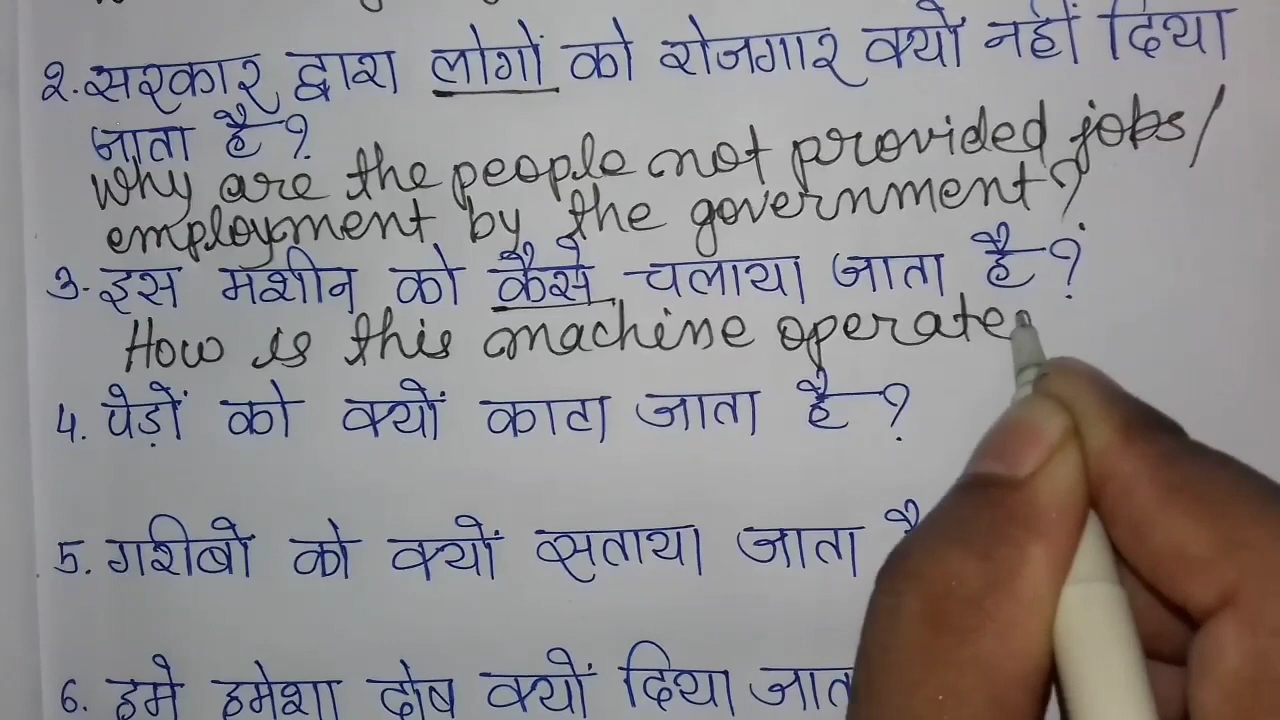 2. सरकार द्वारा लोगों को रोजगार क्यों नहीं दिया
जाता है?
Why are the people not provided jobs/
employment by the government?
3. इस मशीन को कैसे चलाया जाता है?
How is this machine operate
4. पेड़ों को क्यों काटा जाता है?
5. गरीबो को क्यों सताया जाता है
6. हमे हमेशा दोष क्यों दिया जात